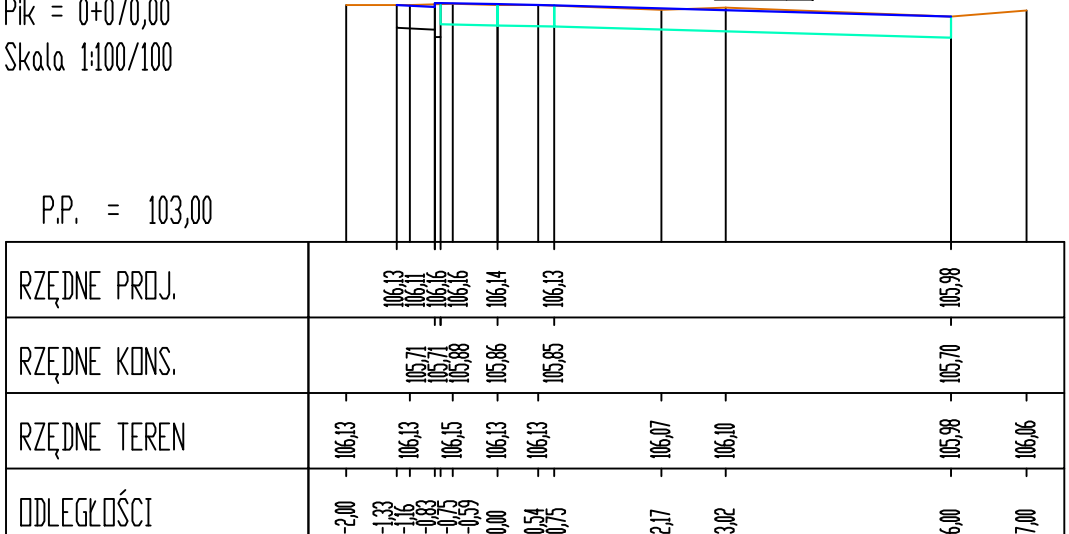 Pik = 0+070,00
Skala 1:100/100
P.P. = 103,00
RZĘDNE PROJ. 106,13 106,11 106,16 106,16 106,14 106,13 105,98
RZĘDNE KONS. 105,71 105,71 105,88 105,86 105,85 105,70
RZĘDNE TEREN 106,13 106,13 106,15 106,13 106,13 106,07 106,10 105,98 106,06
ODLEGŁOŚCI -2,00 -1,33 -1,16 -0,83 -0,75 -0,59 0,00 0,54 0,75 2,17 3,02 6,00 7,00